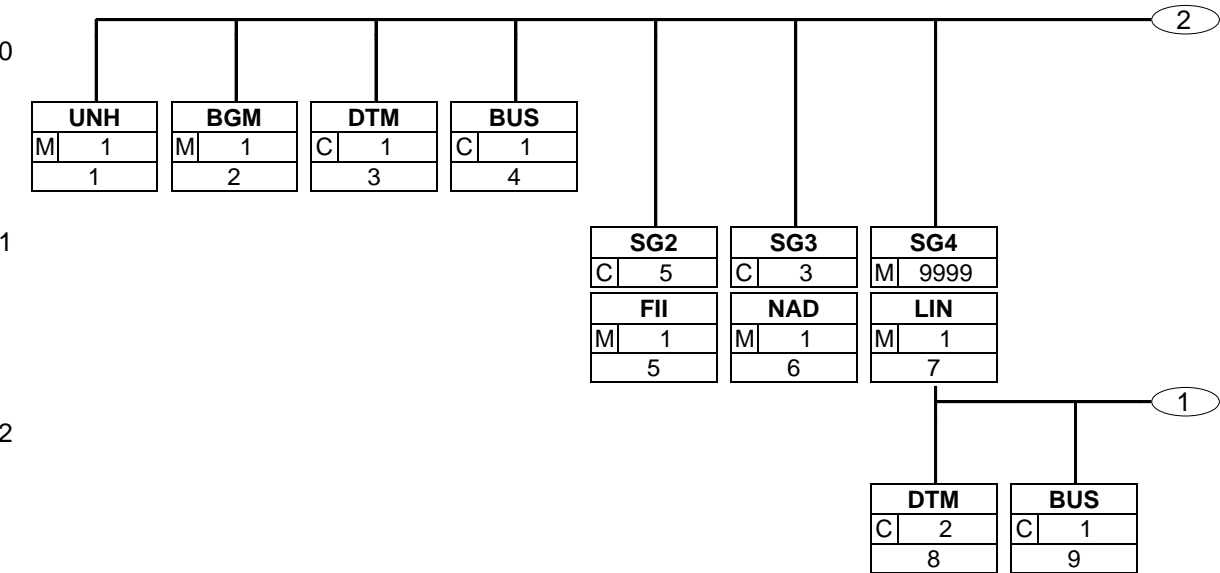 2
0
UNH BGM DTM BUS
M 1 M 1 C 1 C 1
1 2 3 4
1
SG2 SG3 SG4
C 5 C 3 M 9999
FII NAD LIN
M 1 M 1 M 1
5 6 7
1
2
DTM BUS
C 2 C 1
8 9